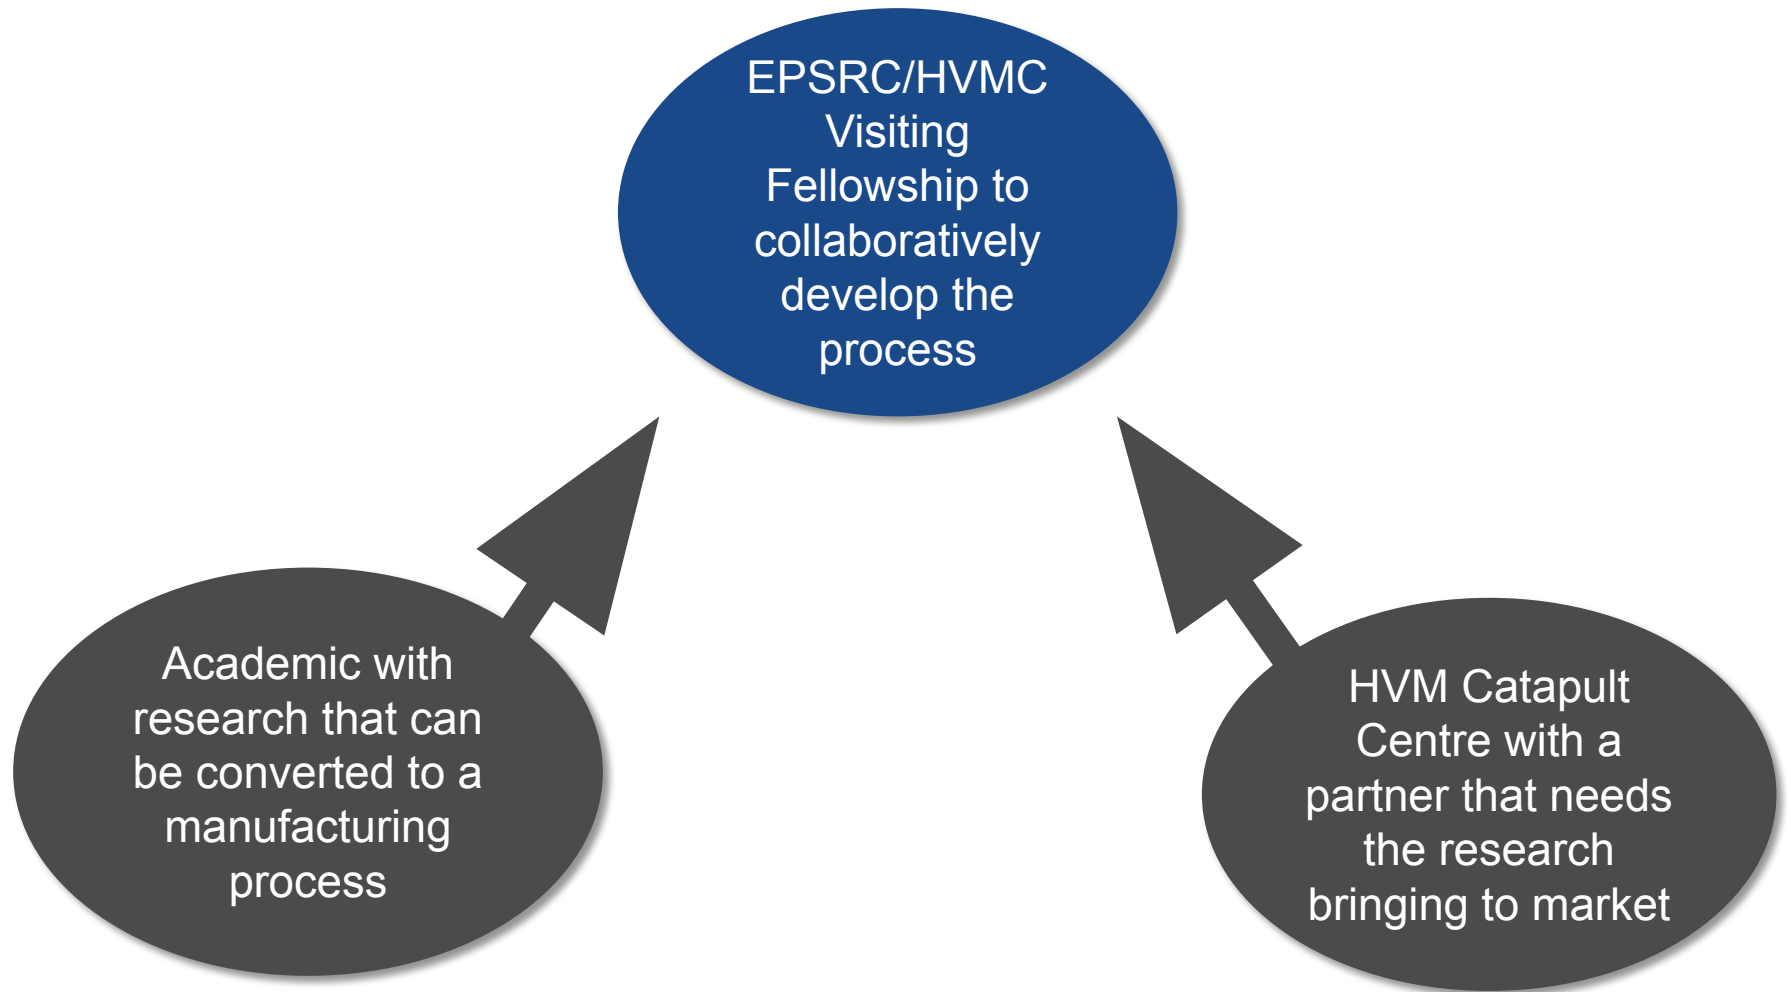 EPSRC/HVMC
Visiting
Fellowship to
collaboratively
develop the
process
Academic with
research that can
be converted to a
manufacturing
process
HVM Catapult
Centre with a
partner that needs
the research
bringing to market